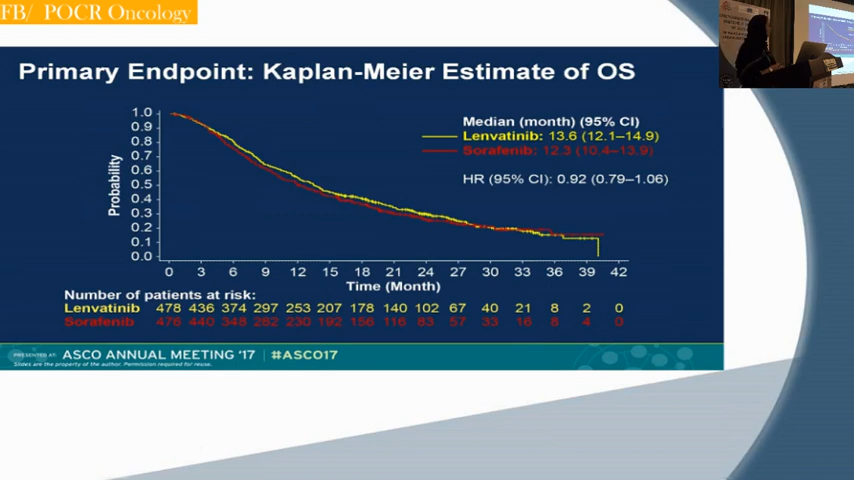 FB/ POCR Oncology
Primary Endpoint: Kaplan-Meier Estimate of OS
Median (month) (95% CI)
Lenvatinib: 13.6 (12.1–14.9)
Sorafenib: 12.3 (10.4–13.9)
HR (95% CI): 0.92 (0.79–1.06)
Probability
1.0
0.9
0.8
0.7
0.6
0.5
0.4
0.3
0.2
0.1
0.0
0 3 6 9 12 15 18 21 24 27 30 33 36 39 42
Time (Month)
Number of patients at risk:
Lenvatinib 478 436 374 297 253 207 178 140 102 67 40 21 8 2 0
Sorafenib 476 440 348 282 230 192 156 116 83 57 33 16 8 4 0
PRESENTED AT: ASCO ANNUAL MEETING '17 | #ASCO17
Slides are the property of the author. Permission required for reuse.